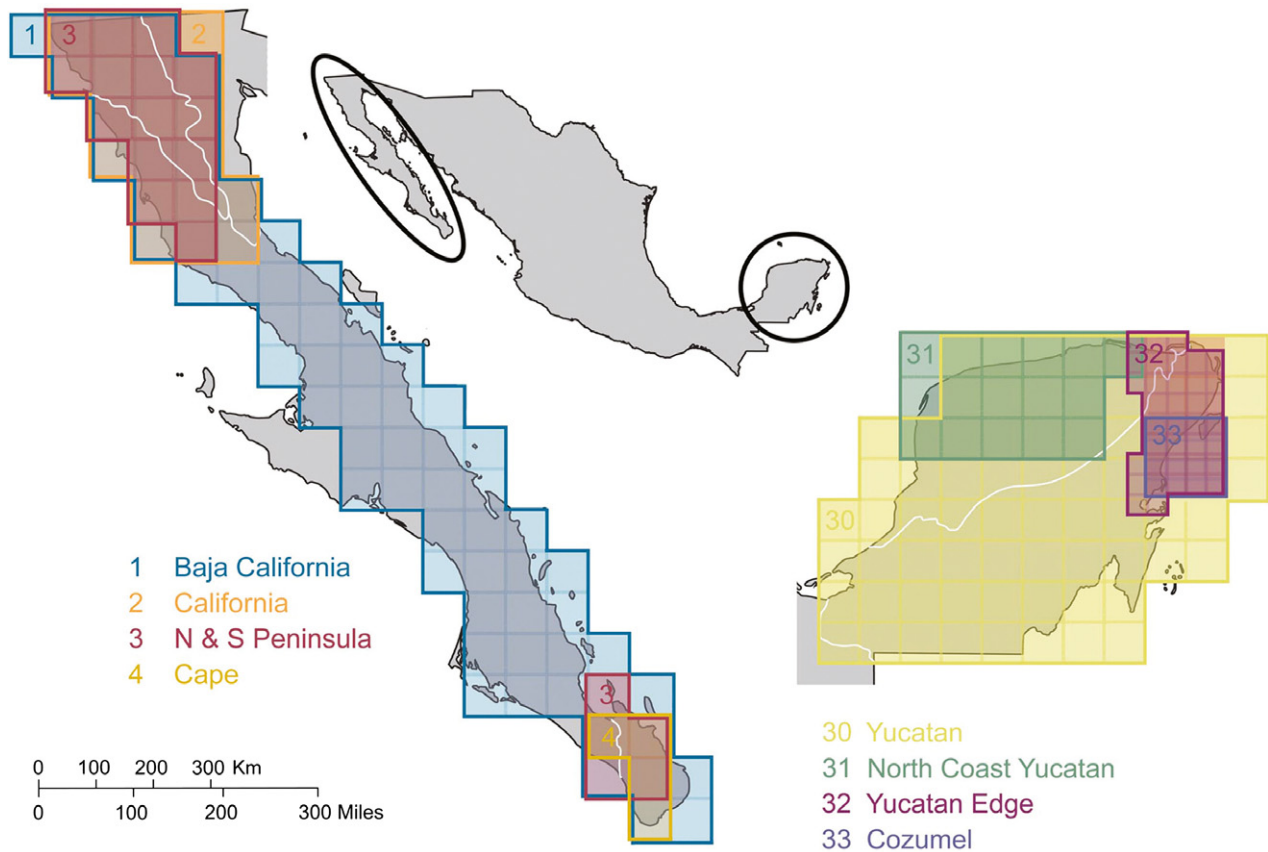 1 3 2
31 32
33
30
1 Baja California
2 California
3 N & S Peninsula
4 Cape
3
4
30 Yucatan
31 North Coast Yucatan
32 Yucatan Edge
33 Cozumel
0 100 200 300 Km
0 100 200 300 Miles